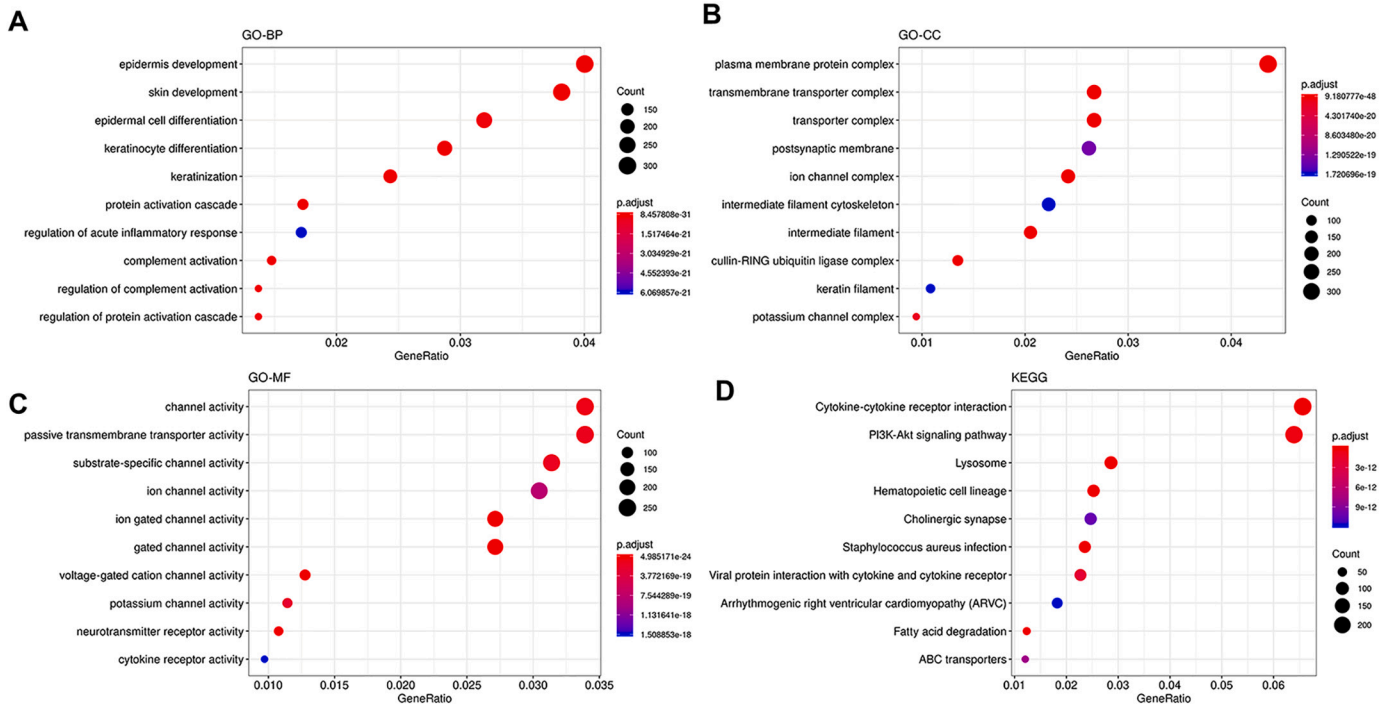 A
GO-BP
epidermis development
skin development
epidermal cell differentiation
keratinocyte differentiation
keratinization
protein activation cascade
regulation of acute inflammatory response
complement activation
regulation of complement activation
regulation of protein activation cascade
0.02 0.03 0.04
GeneRatio
Count
150
200
250
300
p.adjust
8.457808e-31
1.517464e-21
3.034929e-21
4.552393e-21
6.069857e-21
B
GO-CC
plasma membrane protein complex
transmembrane transporter complex
transporter complex
postsynaptic membrane
ion channel complex
intermediate filament cytoskeleton
intermediate filament
cullin-RING ubiquitin ligase complex
keratin filament
potassium channel complex
0.01 0.02 0.03 0.04
GeneRatio
p.adjust
9.180777e-48
4.301740e-20
8.603480e-20
1.290522e-19
1.720696e-19
Count
100
150
200
250
300
C
GO-MF
channel activity
passive transmembrane transporter activity
substrate-specific channel activity
ion channel activity
ion gated channel activity
gated channel activity
voltage-gated cation channel activity
potassium channel activity
neurotransmitter receptor activity
cytokine receptor activity
0.010 0.015 0.020 0.025 0.030 0.035
GeneRatio
Count
100
150
200
250
p.adjust
4.985171e-24
3.772169e-19
7.544289e-19
1.131641e-18
1.508853e-18
D
KEGG
Cytokine-cytokine receptor interaction
PI3K-Akt signaling pathway
Lysosome
Hematopoietic cell lineage
Cholinergic synapse
Staphylococcus aureus infection
Viral protein interaction with cytokine and cytokine receptor
Arrhythmogenic right ventricular cardiomyopathy (ARVC)
Fatty acid degradation
ABC transporters
0.01 0.02 0.03 0.04 0.05 0.06
GeneRatio
p.adjust
3e-12
6e-12
9e-12
Count
50
100
150
200